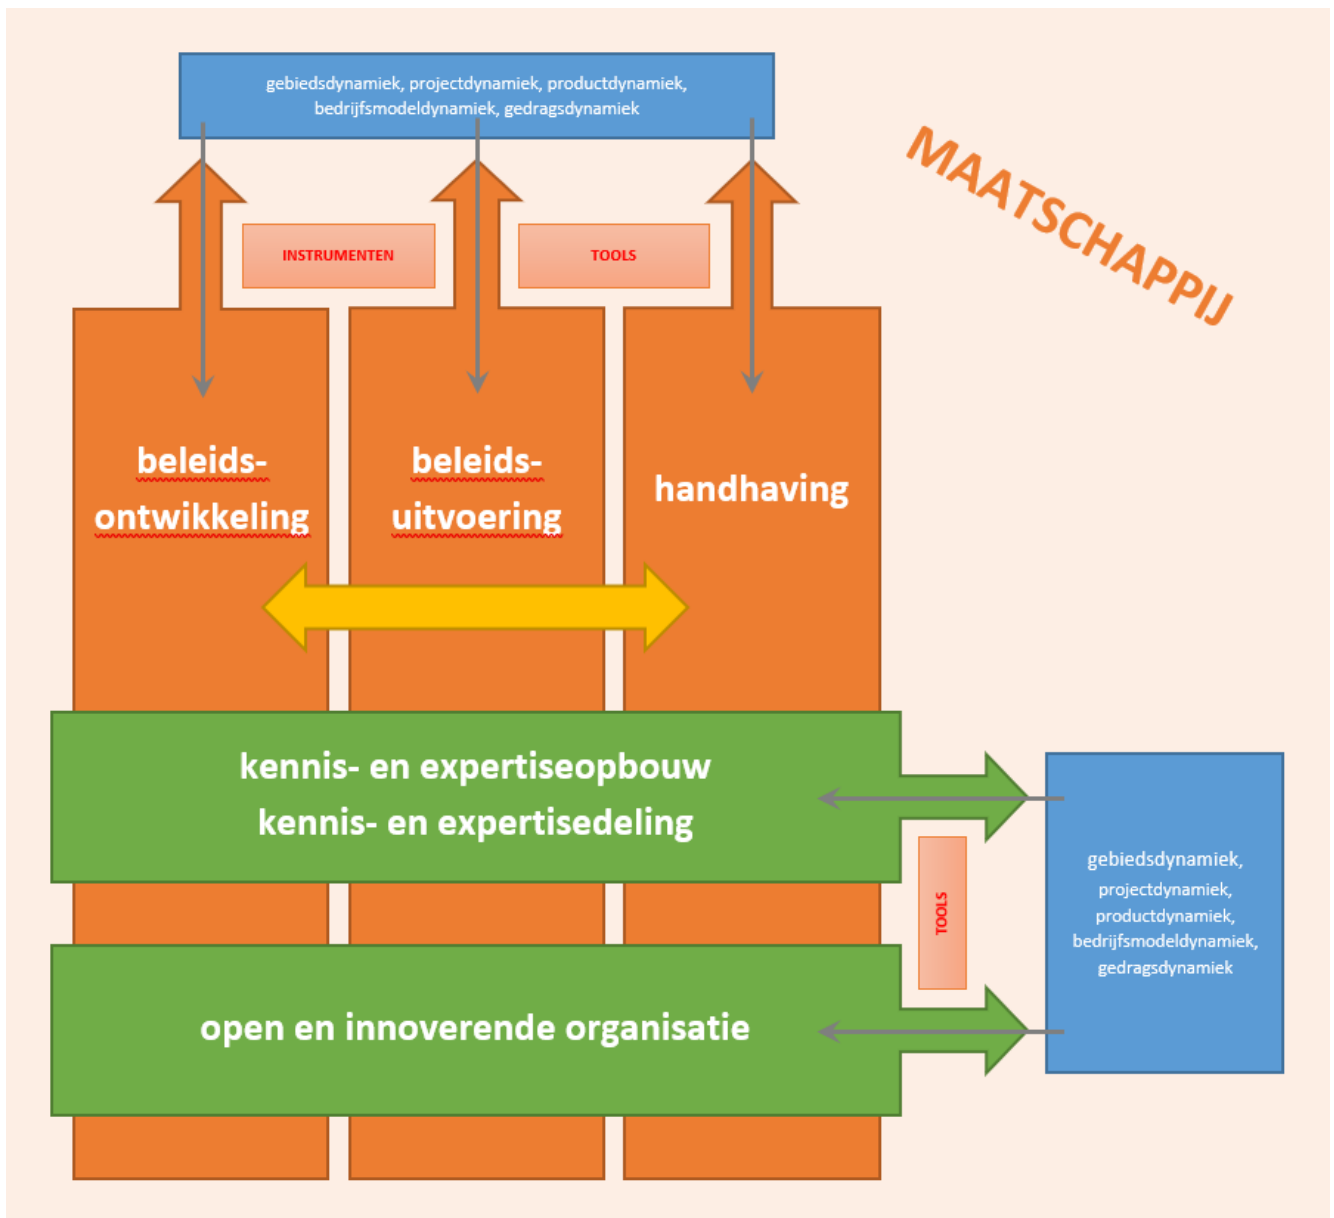 gebiedsdynamiek, projectdynamiek, productdynamiek,
bedrijfsmodeldynamiek, gedragsdynamiek
MAATSCHAPPIJ
INSTRUMENTEN
TOOLS
beleids-
ontwikkeling
beleids-
uitvoering
handhaving
kennis- en expertiseopbouw
kennis- en expertisedeling
TOOLS
gebiedsdynamiek,
projectdynamiek,
productdynamiek,
bedrijfsmodeldynamiek,
gedragsdynamiek
open en innoverende organisatie